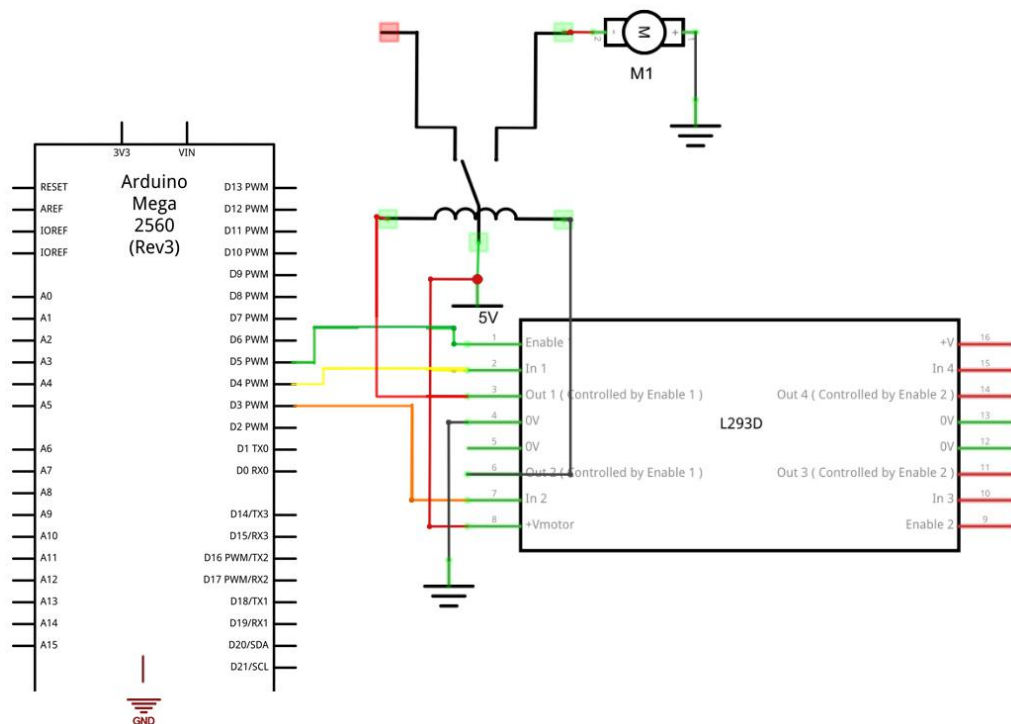 M
- +
2 1
M1
3V3 VIN
Arduino
Mega
2560
(Rev3)
RESET
AREF
IOREF
IOREF
A0
A1
A2
A3
A4
A5
A6
A7
A8
A9
A10
A11
A12
A13
A14
A15
D13 PWM
D12 PWM
D11 PWM
D10 PWM
D9 PWM
D8 PWM
D7 PWM
D6 PWM
D5 PWM
D4 PWM
D3 PWM
D2 PWM
D1 TX0
D0 RX0
D14/TX3
D15/RX3
D16 PWM/TX2
D17 PWM/RX2
D18/TX1
D19/RX1
D20/SDA
D21/SCL
GND
5V
1 Enable
2 In 1
3 Out 1 ( Controlled by Enable 1 )
4 0V
5 0V
6 Out 2 ( Controlled by Enable 1 )
7 In 2
8 +Vmotor
L293D
+V 16
In 4 15
Out 4 ( Controlled by Enable 2 ) 14
0V 13
0V 12
Out 3 ( Controlled by Enable 2 ) 11
In 3 10
Enable 2 9